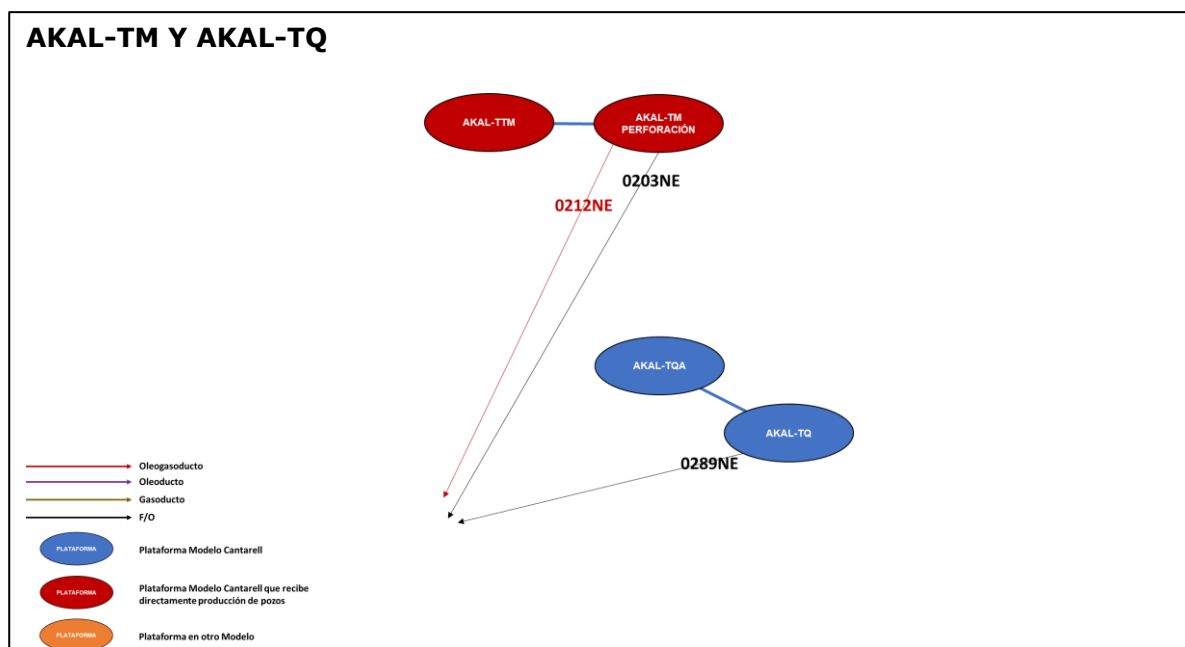 AKAL-TM Y AKAL-TQ
AKAL-TTM
AKAL-TM
PERFORACIÓN
0203NE
0212NE
AKAL-TQA
AKAL-TQ
0289NE
Oleogasoducto
Oleoducto
Gasoducto
F/O
PLATAFORMA
Plataforma Modelo Cantarell
PLATAFORMA
Plataforma Modelo Cantarell que recibe
directamente producción de pozos
PLATAFORMA
Plataforma en otro Modelo